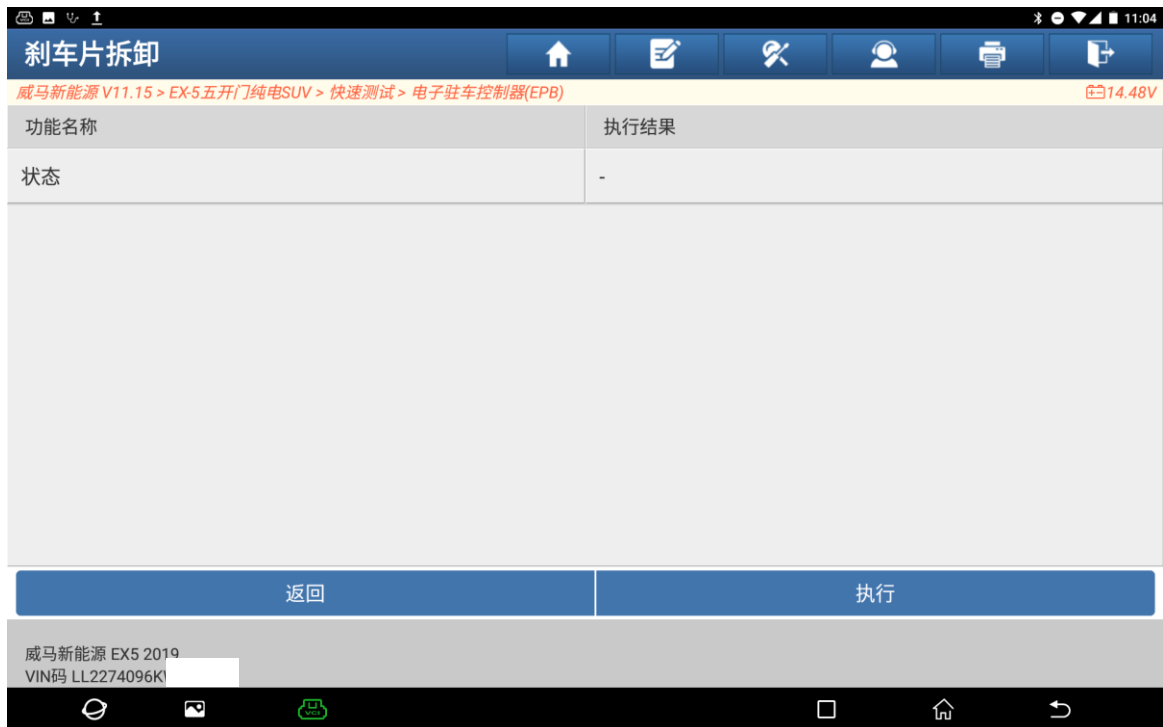 11:04
刹车片拆卸
威马新能源 V11.15 > EX-5五开门纯电SUV > 快速测试 > 电子驻车控制器(EPB)
14.48V
功能名称
执行结果
状态
-
返回
执行
威马新能源 EX5 2019
VIN码 LL2274096K
VCI